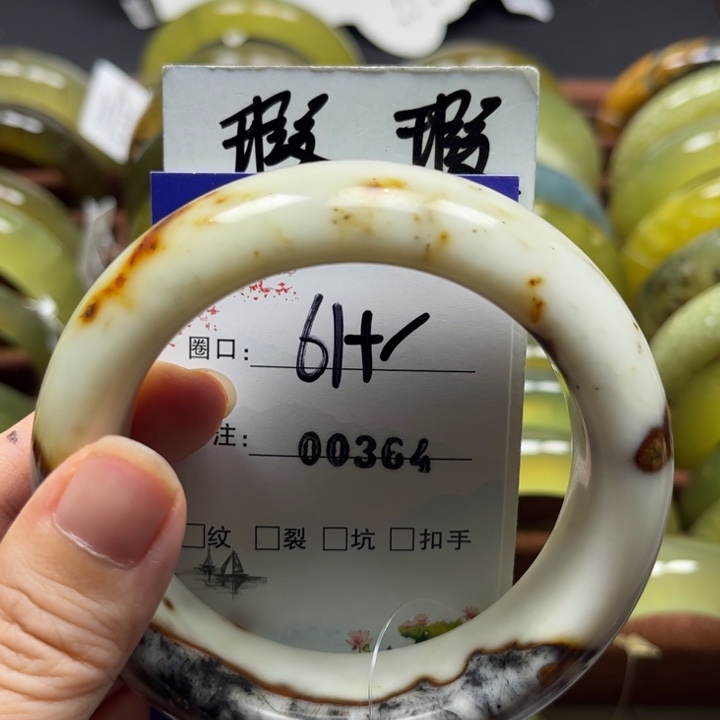 瑕 瑕
圈口: 61+
注: 00364
□纹 □裂 □坑 □扣手